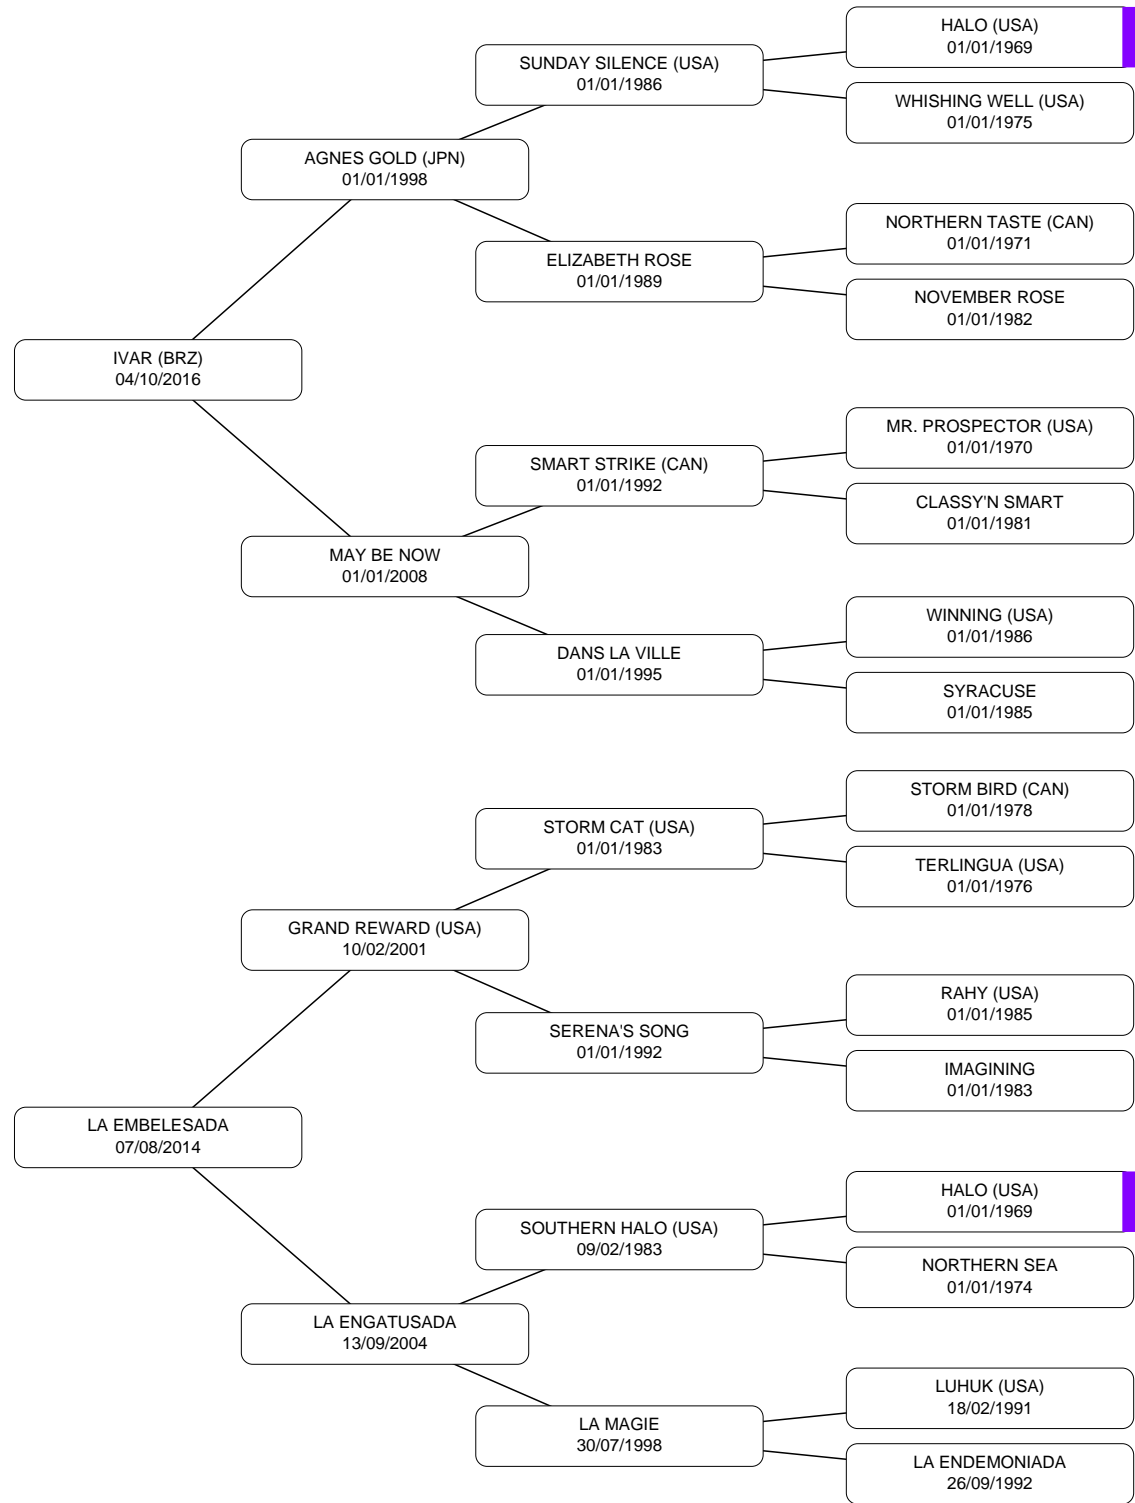 HALO (USA)
01/01/1969
SUNDAY SILENCE (USA)
01/01/1986
WHISHING WELL (USA)
01/01/1975
AGNES GOLD (JPN)
01/01/1998
NORTHERN TASTE (CAN)
01/01/1971
ELIZABETH ROSE
01/01/1989
NOVEMBER ROSE
01/01/1982
IVAR (BRZ)
04/10/2016
MR. PROSPECTOR (USA)
01/01/1970
SMART STRIKE (CAN)
01/01/1992
CLASSY'N SMART
01/01/1981
MAY BE NOW
01/01/2008
WINNING (USA)
01/01/1986
DANS LA VILLE
01/01/1995
SYRACUSE
01/01/1985
STORM BIRD (CAN)
01/01/1978
STORM CAT (USA)
01/01/1983
TERLINGUA (USA)
01/01/1976
GRAND REWARD (USA)
10/02/2001
RAHY (USA)
01/01/1985
SERENA'S SONG
01/01/1992
IMAGINING
01/01/1983
LA EMBELESADA
07/08/2014
HALO (USA)
01/01/1969
SOUTHERN HALO (USA)
09/02/1983
NORTHERN SEA
01/01/1974
LA ENGATUSADA
13/09/2004
LUHUK (USA)
18/02/1991
LA MAGIE
30/07/1998
LA ENDEMONIADA
26/09/1992